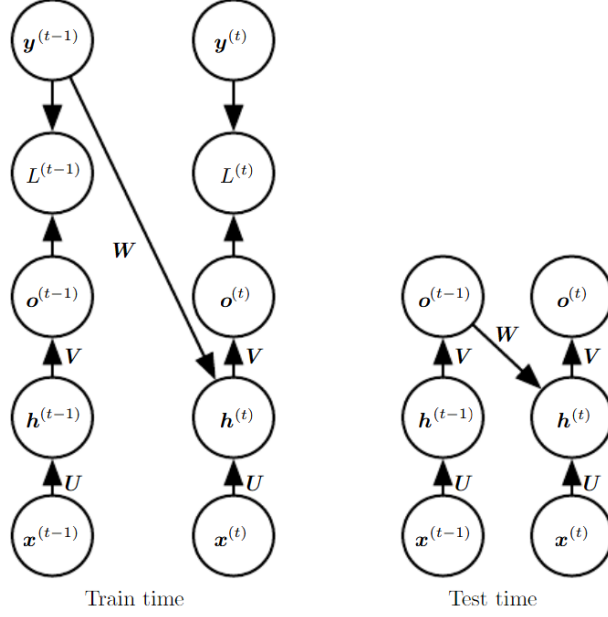 y(t−1) y(t)
L(t−1) L(t)
W
o(t−1) o(t) o(t−1) o(t)
W
V V V V
h(t−1) h(t) h(t−1) h(t)
U U U U
x(t−1) x(t) x(t−1) x(t)
Train time Test time